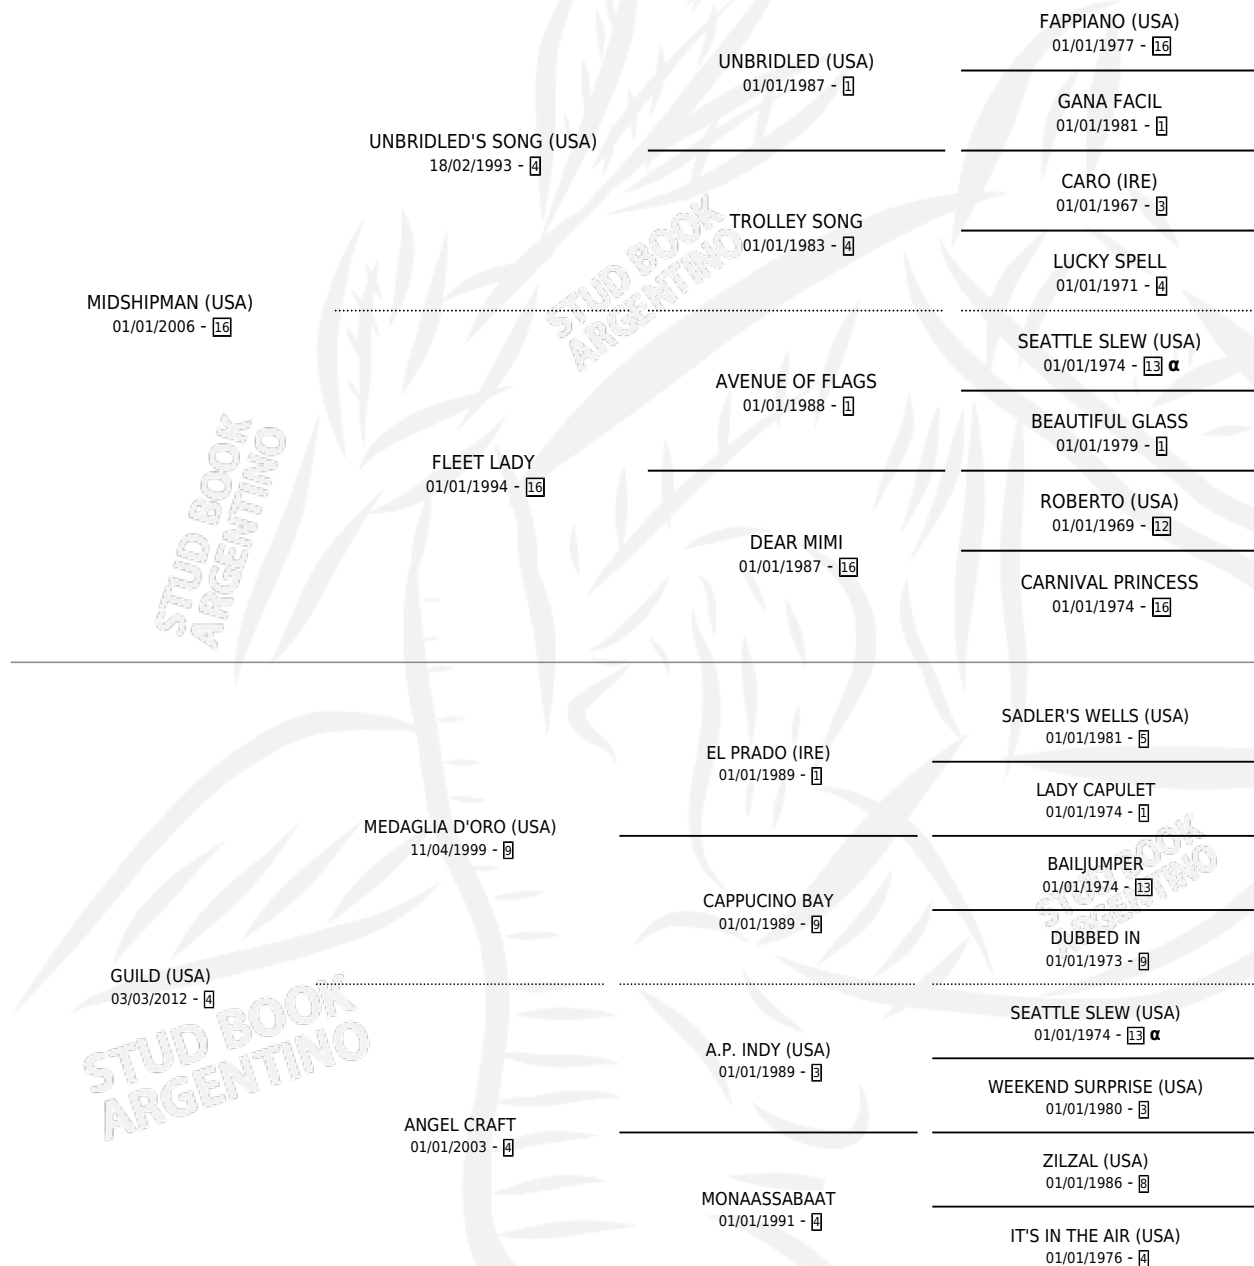 FAPPIANO (USA)
01/01/1977 - 16
UNBRIDLED (USA)
01/01/1987 - 1
GANA FACIL
01/01/1981 - 1
UNBRIDLED'S SONG (USA)
18/02/1993 - 4
CARO (IRE)
01/01/1967 - 3
TROLLEY SONG
01/01/1983 - 4
LUCKY SPELL
01/01/1971 - 4
MIDSHIPMAN (USA)
01/01/2006 - 16
SEATTLE SLEW (USA)
01/01/1974 - 13 α
AVENUE OF FLAGS
01/01/1988 - 1
BEAUTIFUL GLASS
01/01/1979 - 1
FLEET LADY
01/01/1994 - 16
ROBERTO (USA)
01/01/1969 - 12
DEAR MIMI
01/01/1987 - 16
CARNIVAL PRINCESS
01/01/1974 - 16
STUD BOOK
ARGENTINO
STUD BOOK
ARGENTINO
SADLER'S WELLS (USA)
01/01/1981 - 5
EL PRADO (IRE)
01/01/1989 - 1
LADY CAPULET
01/01/1974 - 1
MEDAGLIA D'ORO (USA)
11/04/1999 - 9
BAILJUMPER
01/01/1974 - 13
CAPPUCINO BAY
01/01/1989 - 9
DUBBED IN
01/01/1973 - 9
GUILD (USA)
03/03/2012 - 4
SEATTLE SLEW (USA)
01/01/1974 - 13 α
A.P. INDY (USA)
01/01/1989 - 3
WEEKEND SURPRISE (USA)
01/01/1980 - 3
ANGEL CRAFT
01/01/2003 - 4
ZILZAL (USA)
01/01/1986 - 8
MONAASSABAAT
01/01/1991 - 4
IT'S IN THE AIR (USA)
01/01/1976 - 4
STUD BOOK
ARGENTINO
STUD BOOK
ARGENTINO